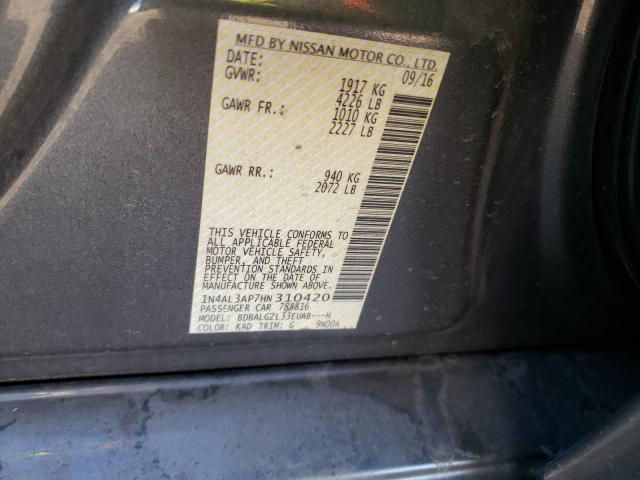 MFD BY NISSAN MOTOR CO., LTD.
DATE: 09/16
GVWR: 1917 KG
4226 LB
GAWR FR.: 1010 KG
2227 LB
GAWR RR.: 940 KG
2072 LB
THIS VEHICLE CONFORMS TO
ALL APPLICABLE FEDERAL
MOTOR VEHICLE SAFETY,
BUMPER, AND THEFT
PREVENTION STANDARDS IN
EFFECT ON THE DATE OF
MANUFACTURE SHOWN ABOVE.
1N4AL3AP7HN310420
PASSENGER CAR
MODEL: BDBALGZL33EUAB---H
COLOR: KAD TRIM: G 9N00A